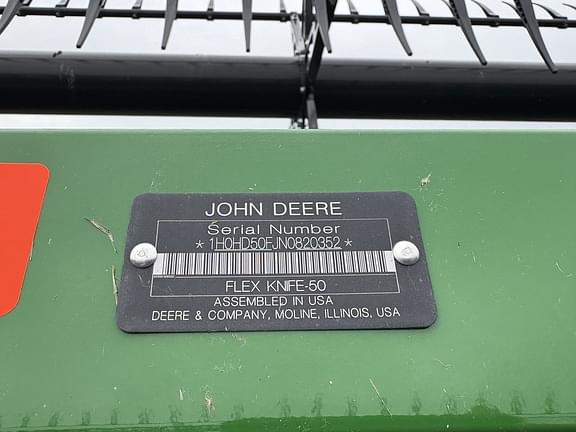 JOHN DEERE
Serial Number
*1H0HD50FJN0820352*
FLEX KNIFE-50
ASSEMBLED IN USA
DEERE & COMPANY, MOLINE, ILLINOIS, USA